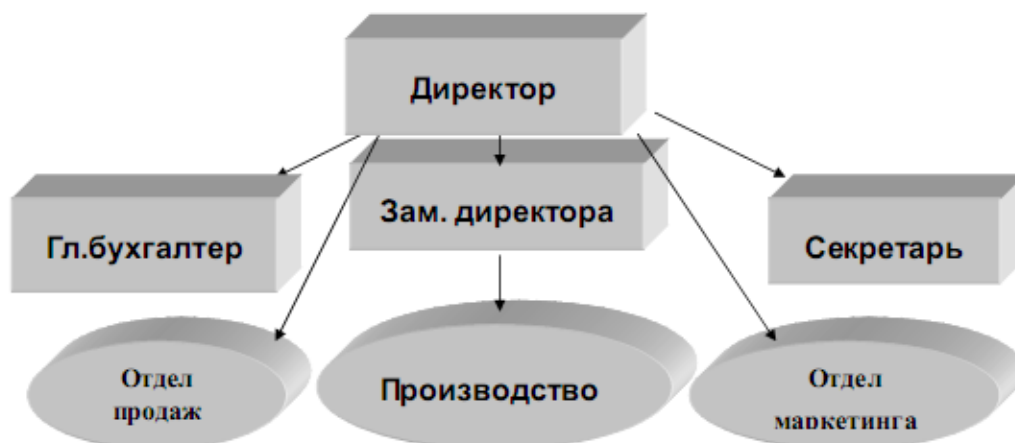 Директор
Гл.бухгалтер
Зам. директора
Секретарь
Отдел
продаж
Производство
Отдел
маркетинга